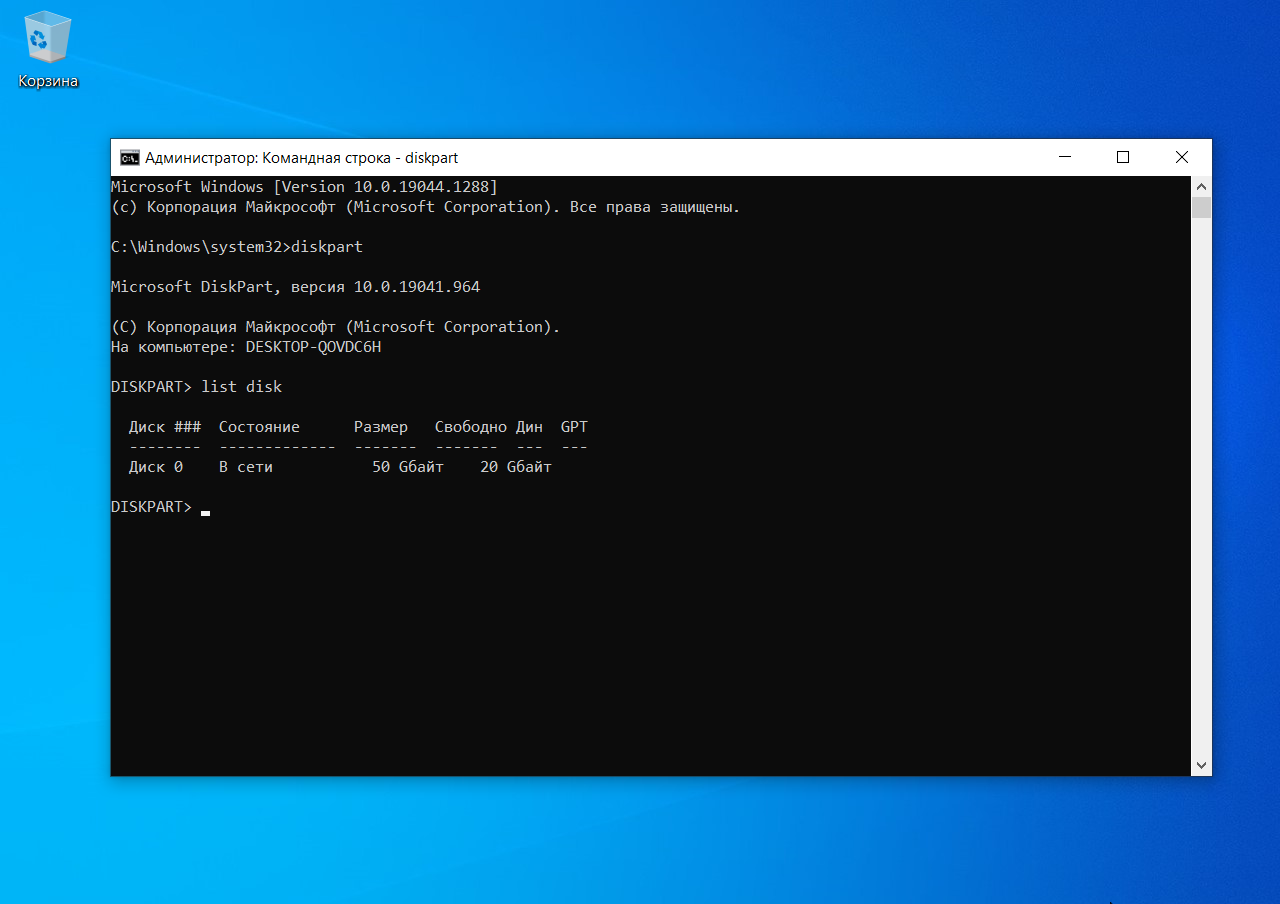 Корзина
Администратор: Командная строка - diskpart
Microsoft Windows [Version 10.0.19044.1288]
(c) Корпорация Майкрософт (Microsoft Corporation). Все права защищены.
C:\Windows\system32>diskpart
Microsoft DiskPart, версия 10.0.19041.964
(C) Корпорация Майкрософт (Microsoft Corporation).
На компьютере: DESKTOP-QOVDC6H
DISKPART> list disk
  Диск ###  Состояние      Размер   Свободно Дин  GPT
  --------  -------------  -------  -------  ---  ---
  Диск 0    В сети           50 Gбайт    20 Gбайт
DISKPART>